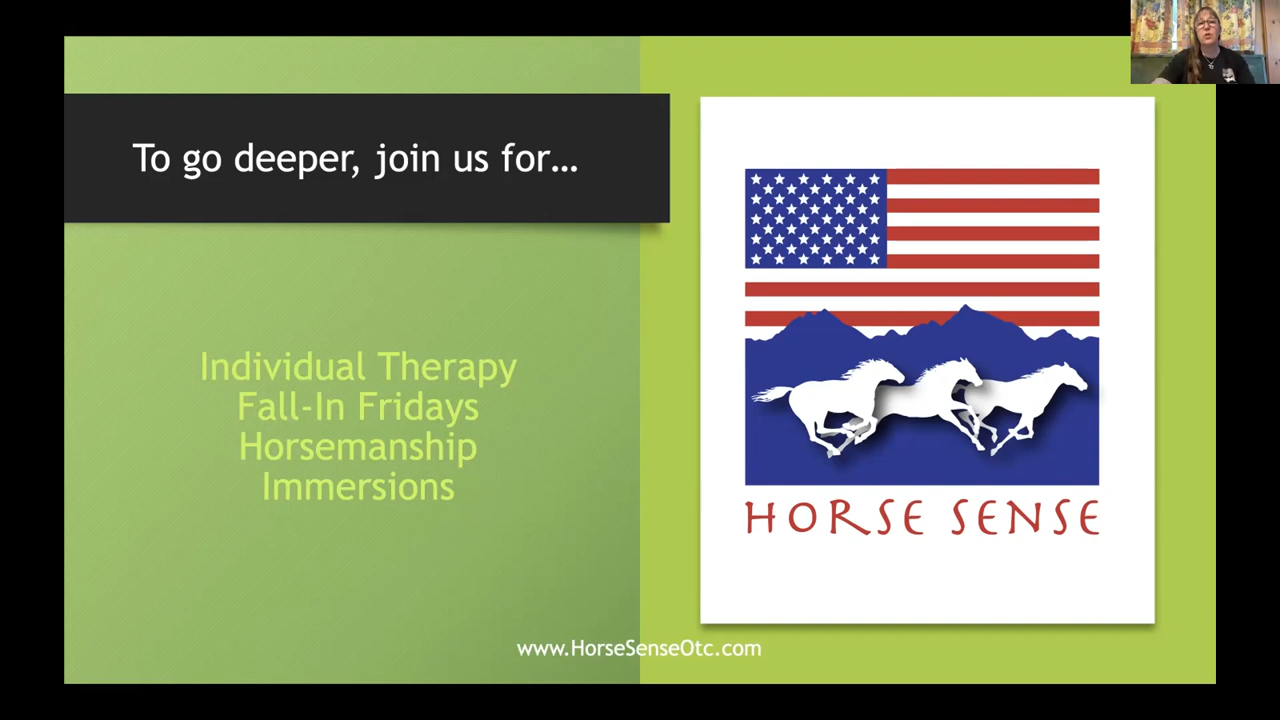 To go deeper, join us for…
Individual Therapy
Fall-In Fridays
Horsemanship
Immersions
HORSE SENSE
www.HorseSenseOtc.com